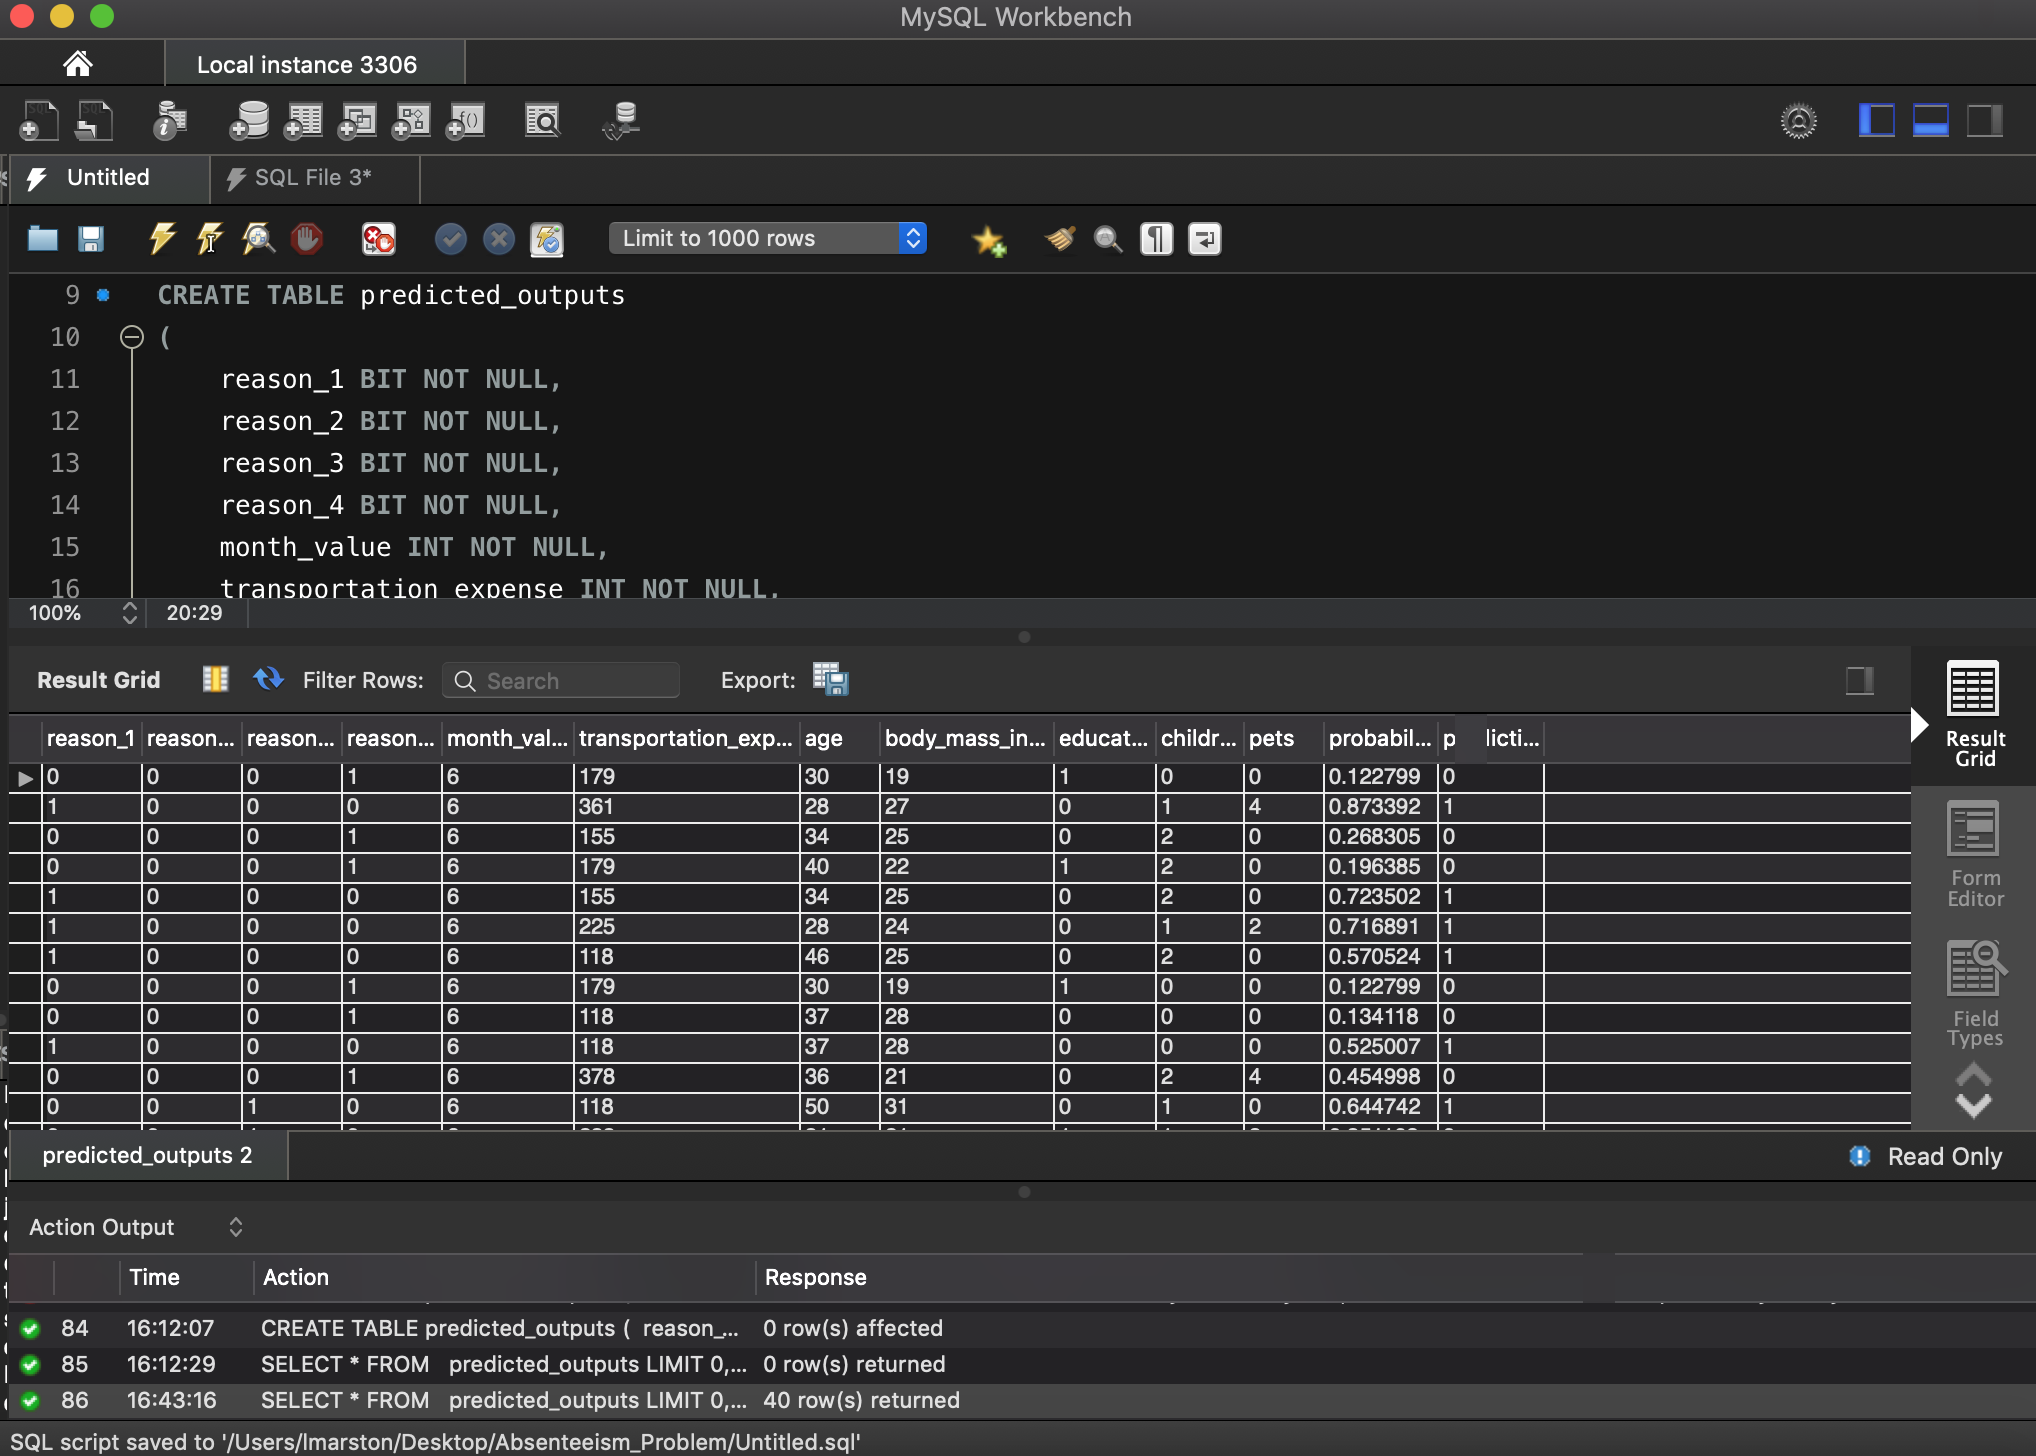 MySQL Workbench
Local instance 3306
Untitled
SQL File 3*
Limit to 1000 rows
9 CREATE TABLE predicted_outputs
10 (
11 reason_1 BIT NOT NULL,
12 reason_2 BIT NOT NULL,
13 reason_3 BIT NOT NULL,
14 reason_4 BIT NOT NULL,
15 month_value INT NOT NULL,
16 transportation_expense INT NOT NULL,
100% 20:29
Result Grid Filter Rows: Search Export:
reason_1 reason... reason... reason... month_val... transportation_exp... age body_mass_in... educat... childr... pets probabil... p licti...
0 0 0 1 6 179 30 19 1 0 0 0.122799 0
1 0 0 0 6 361 28 27 0 1 4 0.873392 1
0 0 0 1 6 155 34 25 0 2 0 0.268305 0
0 0 0 1 6 179 40 22 1 2 0 0.196385 0
1 0 0 0 6 155 34 25 0 2 0 0.723502 1
1 0 0 0 6 225 28 24 0 1 2 0.716891 1
1 0 0 0 6 118 46 25 0 2 0 0.570524 1
0 0 0 1 6 179 30 19 1 0 0 0.122799 0
0 0 0 1 6 118 37 28 0 0 0 0.134118 0
1 0 0 0 6 118 37 28 0 0 0 0.525007 1
0 0 0 1 6 378 36 21 0 2 4 0.454998 0
0 0 1 0 6 118 50 31 0 1 0 0.644742 1
Result
Grid
Form
Editor
Field
Types
predicted_outputs 2
Read Only
Action Output
Time Action Response
84 16:12:07 CREATE TABLE predicted_outputs ( reason_... 0 row(s) affected
85 16:12:29 SELECT * FROM predicted_outputs LIMIT 0,... 0 row(s) returned
86 16:43:16 SELECT * FROM predicted_outputs LIMIT 0,... 40 row(s) returned
SQL script saved to '/Users/lmarston/Desktop/Absenteeism_Problem/Untitled.sql'